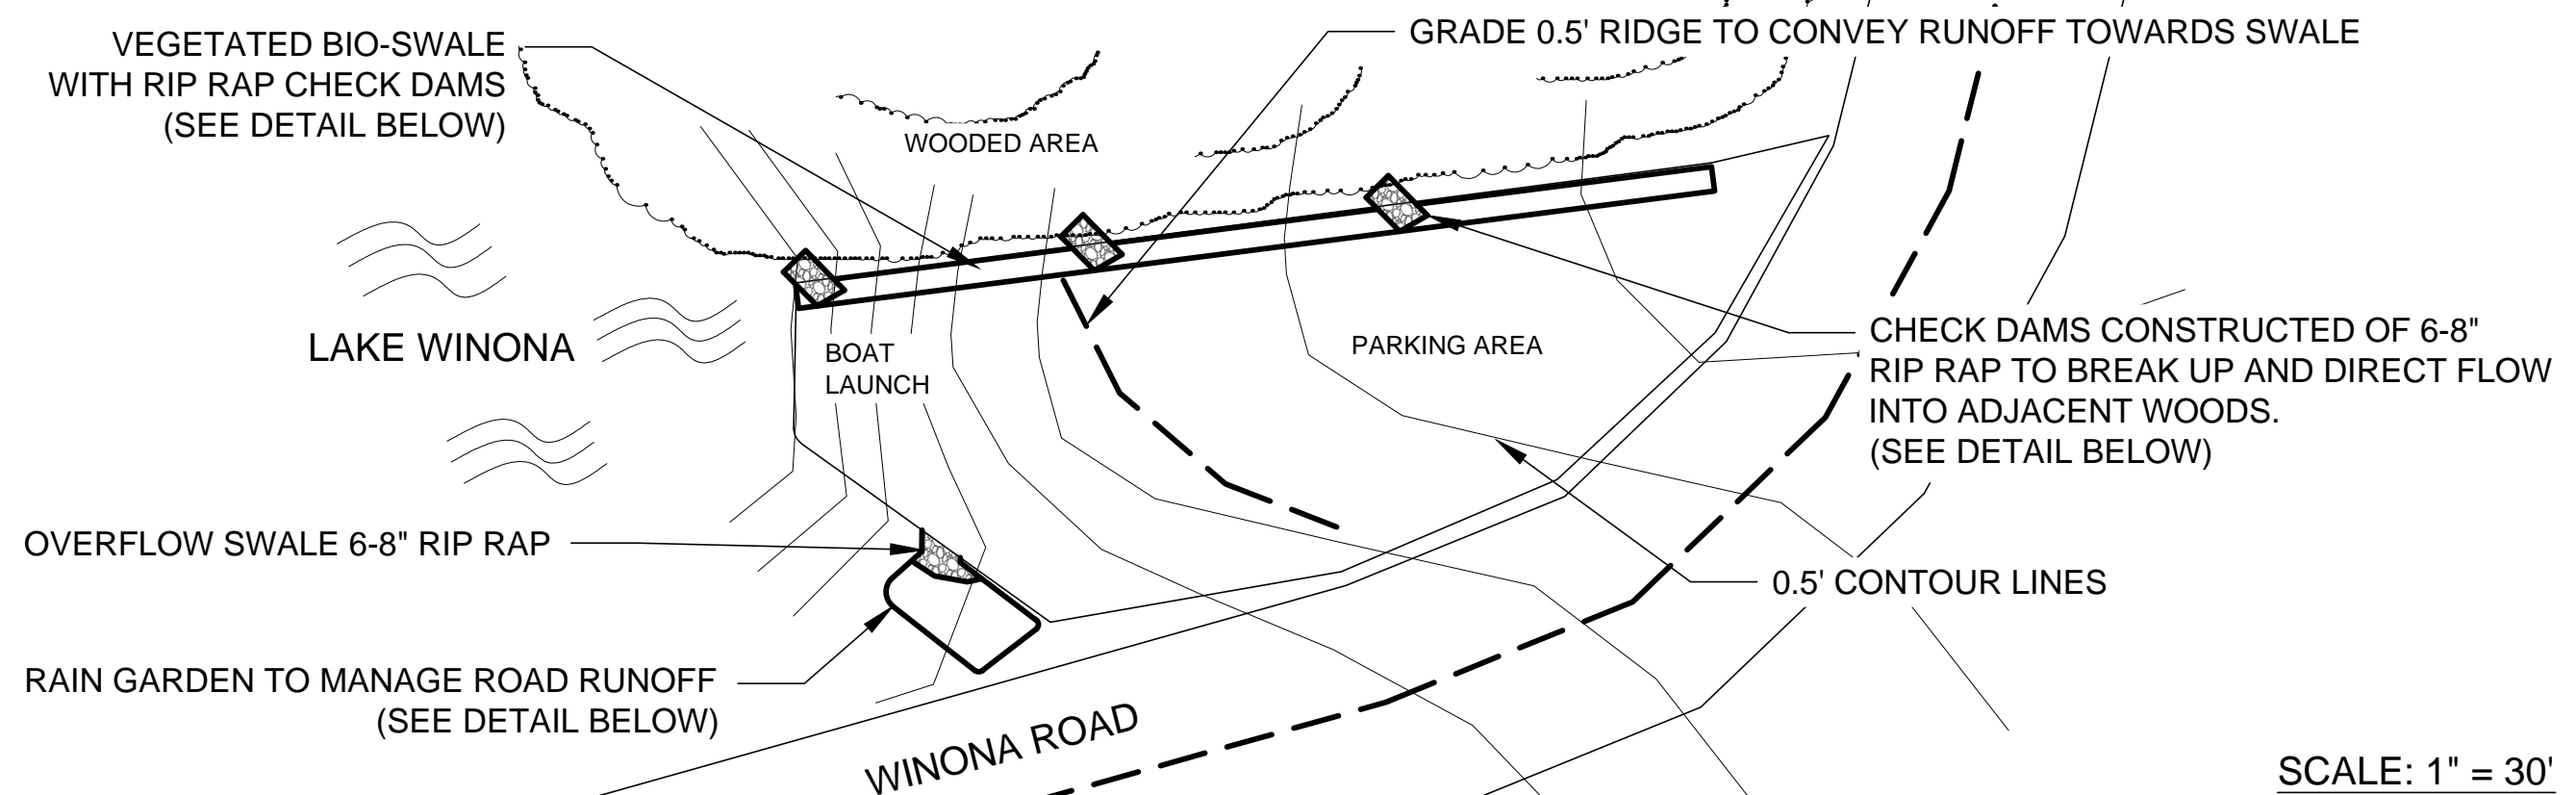 VEGETATED BIO-SWALE
WITH RIP RAP CHECK DAMS
(SEE DETAIL BELOW)
GRADE 0.5' RIDGE TO CONVEY RUNOFF TOWARDS SWALE
WOODED AREA
LAKE WINONA
BOAT
LAUNCH
PARKING AREA
CHECK DAMS CONSTRUCTED OF 6-8"
RIP RAP TO BREAK UP AND DIRECT FLOW
INTO ADJACENT WOODS.
(SEE DETAIL BELOW)
OVERFLOW SWALE 6-8" RIP RAP
0.5' CONTOUR LINES
RAIN GARDEN TO MANAGE ROAD RUNOFF
(SEE DETAIL BELOW)
WINONA ROAD
SCALE: 1" = 30'